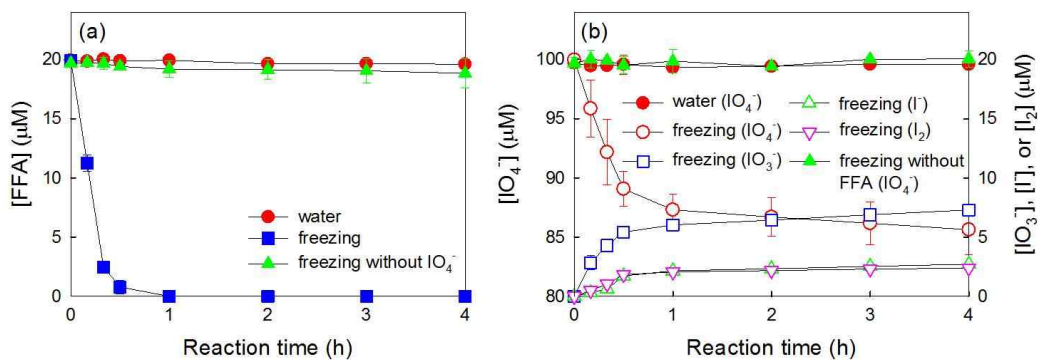 (a)
[FFA] (μM)
20
15
10
5
0
water
freezing
freezing without IO₄⁻
0 1 2 3 4
Reaction time (h)
(b)
[IO₄⁻] (μM)
100
95
90
85
80
water (IO₄⁻)
freezing (IO₄⁻)
freezing (IO₃⁻)
freezing (I⁻)
freezing (I₂)
freezing without
FFA (IO₄⁻)
20
15
10
5
0
[IO₃⁻], [I⁻], or [I₂] (μM)
0 1 2 3 4
Reaction time (h)